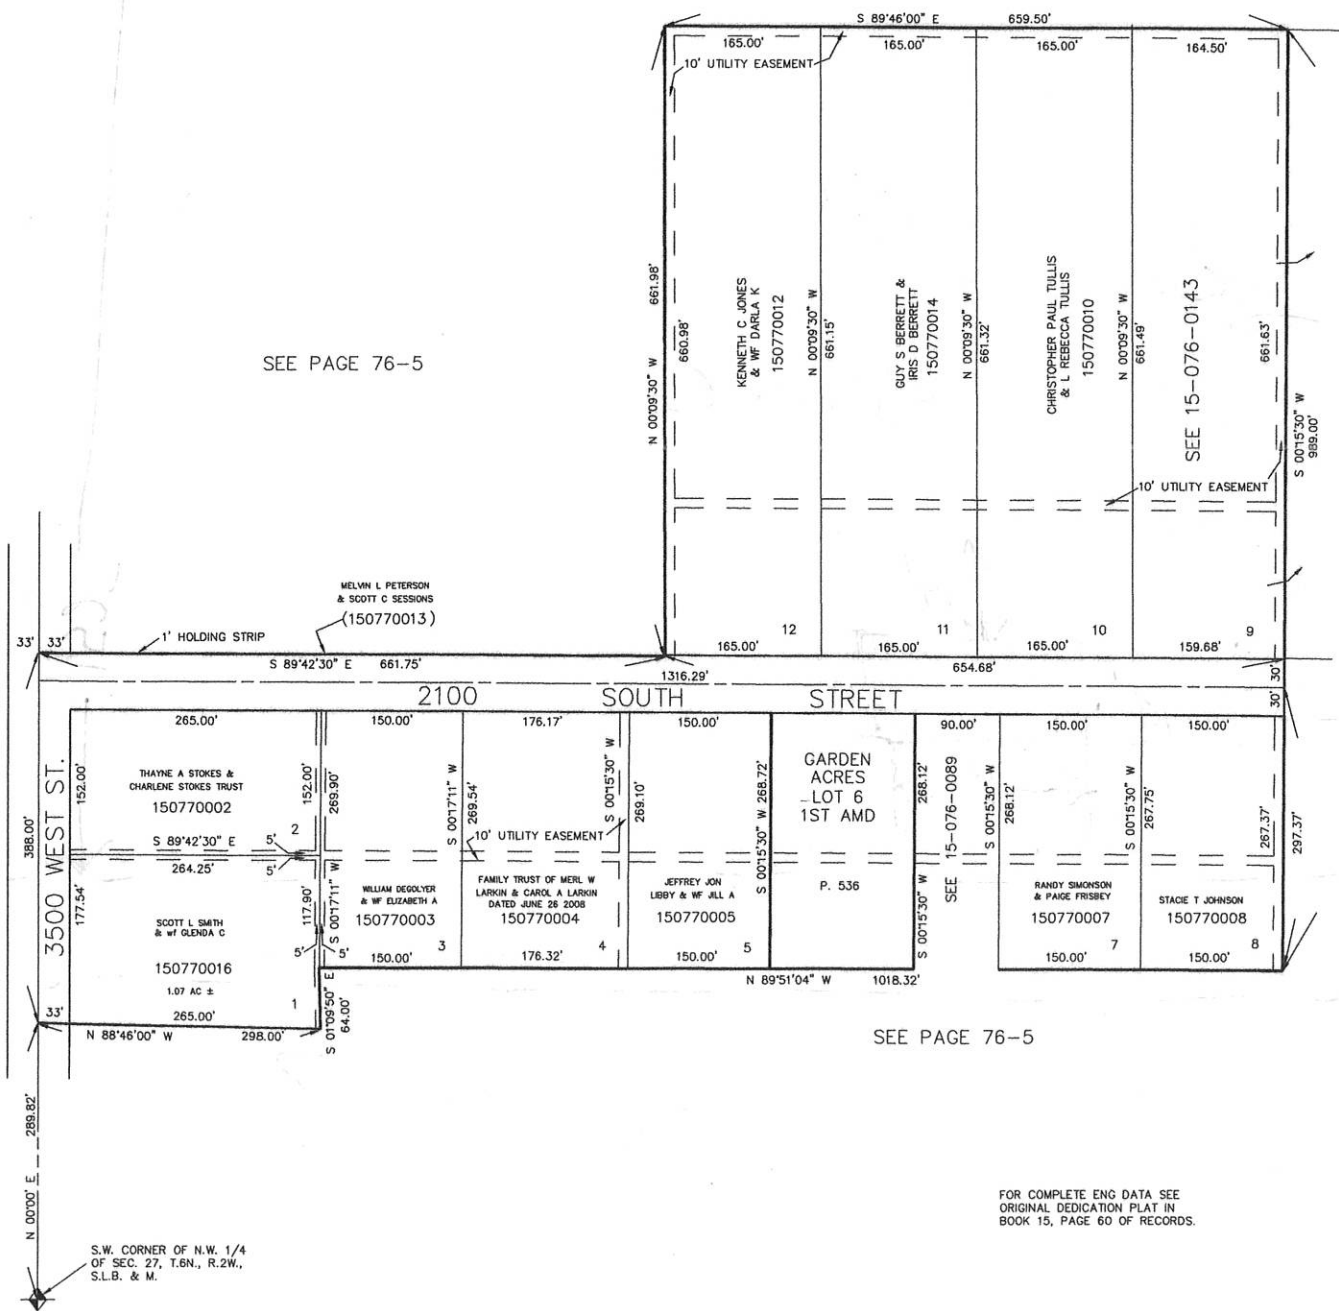 S 89°46'00" E 659.50'
165.00' 165.00' 165.00' 164.50'
10' UTILITY EASEMENT
N 00°09'30" W 661.98'
660.98'
KENNETH C JONES
& WF DARLA K
150770012
N 00°09'30" W
661.15'
GUY S BERRETT &
IRIS D BERRETT
150770014
N 00°09'30" W
661.32'
CHRISTOPHER PAUL TULLIS
& L REBECCA TULLIS
150770010
N 00°09'30" W
661.49'
SEE 15-076-0143
661.63'
S 00°15'30" W
989.00'
SEE PAGE 76-5
10' UTILITY EASEMENT
MELVIN L PETERSON
& SCOTT C SESSIONS
(150770013)
33' 33'
1' HOLDING STRIP
12 11 10 9
165.00' 165.00' 165.00' 159.68'
S 89°42'30" E 661.75'
654.68'
1316.29'
30'
30'
2100 SOUTH STREET
3500 WEST ST.
388.00'
265.00' 150.00' 176.17' 150.00' 90.00' 150.00' 150.00'
152.00'
THAYNE A STOKES &
CHARLENE STOKES TRUST
150770002
2
152.00'
269.90'
S 89°42'30" E
264.25'
5'
5'
177.54'
SCOTT L SMITH
& wf GLENDA C
150770016
1.07 AC ±
1
265.00'
117.90'
5' 5'
S 00°17'11" W
33'
N 88°46'00" W 298.00'
S 01°09'50" E
64.00'
WILLIAM DEGOLYER
& WF ELIZABETH A
150770003
3
150.00'
S 00°17'11" W
269.54'
10' UTILITY EASEMENT
FAMILY TRUST OF MERL W
LARKIN & CAROL A LARKIN
DATED JUNE 26 2008
150770004
4
176.32'
S 00°15'30" W
269.10'
JEFFREY JON
LIBBY & WF JILL A
150770005
5
150.00'
S 00°15'30" W 268.72'
GARDEN
ACRES
LOT 6
1ST AMD
P. 536
268.12'
S 00°15'30" W
SEE 15-076-0089
S 00°15'30" W
268.12'
RANDY SIMONSON
& PAIGE FRISBEY
150770007
7
150.00'
S 00°15'30" W
267.75'
STACIE T JOHNSON
150770008
8
150.00'
267.37'
297.37'
N 89°51'04" W 1018.32'
SEE PAGE 76-5
289.82'
N 00°00' E
S.W. CORNER OF N.W. 1/4
OF SEC. 27, T.6N., R.2W.,
S.L.B. & M.
FOR COMPLETE ENG DATA SEE
ORIGINAL DEDICATION PLAT IN
BOOK 15, PAGE 60 OF RECORDS.